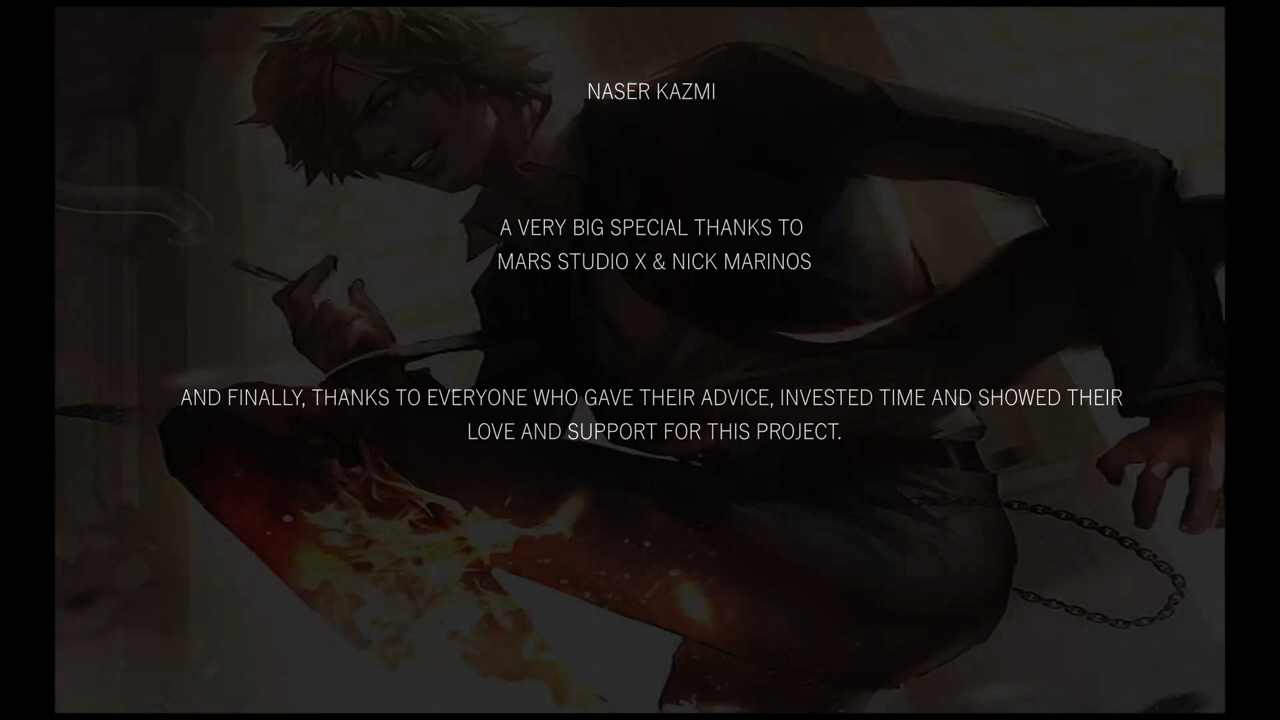 NASER KAZMI
A VERY BIG SPECIAL THANKS TO
MARS STUDIO X & NICK MARINOS
AND FINALLY, THANKS TO EVERYONE WHO GAVE THEIR ADVICE, INVESTED TIME AND SHOWED THEIR
LOVE AND SUPPORT FOR THIS PROJECT.